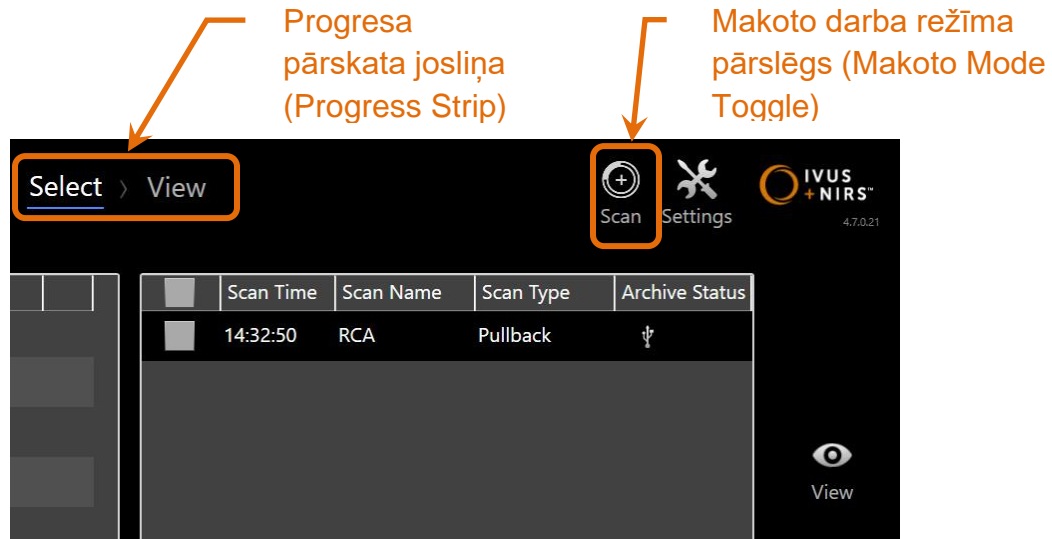 Progresa
pārskata josliņa
(Progress Strip)
Makoto darba režīma
pārslēgs (Makoto Mode
Toggle)
Select > View
Scan
Settings
IVUS
+NIRS™
4.7.0.21
Scan Time Scan Name Scan Type Archive Status
14:32:50 RCA Pullback
View